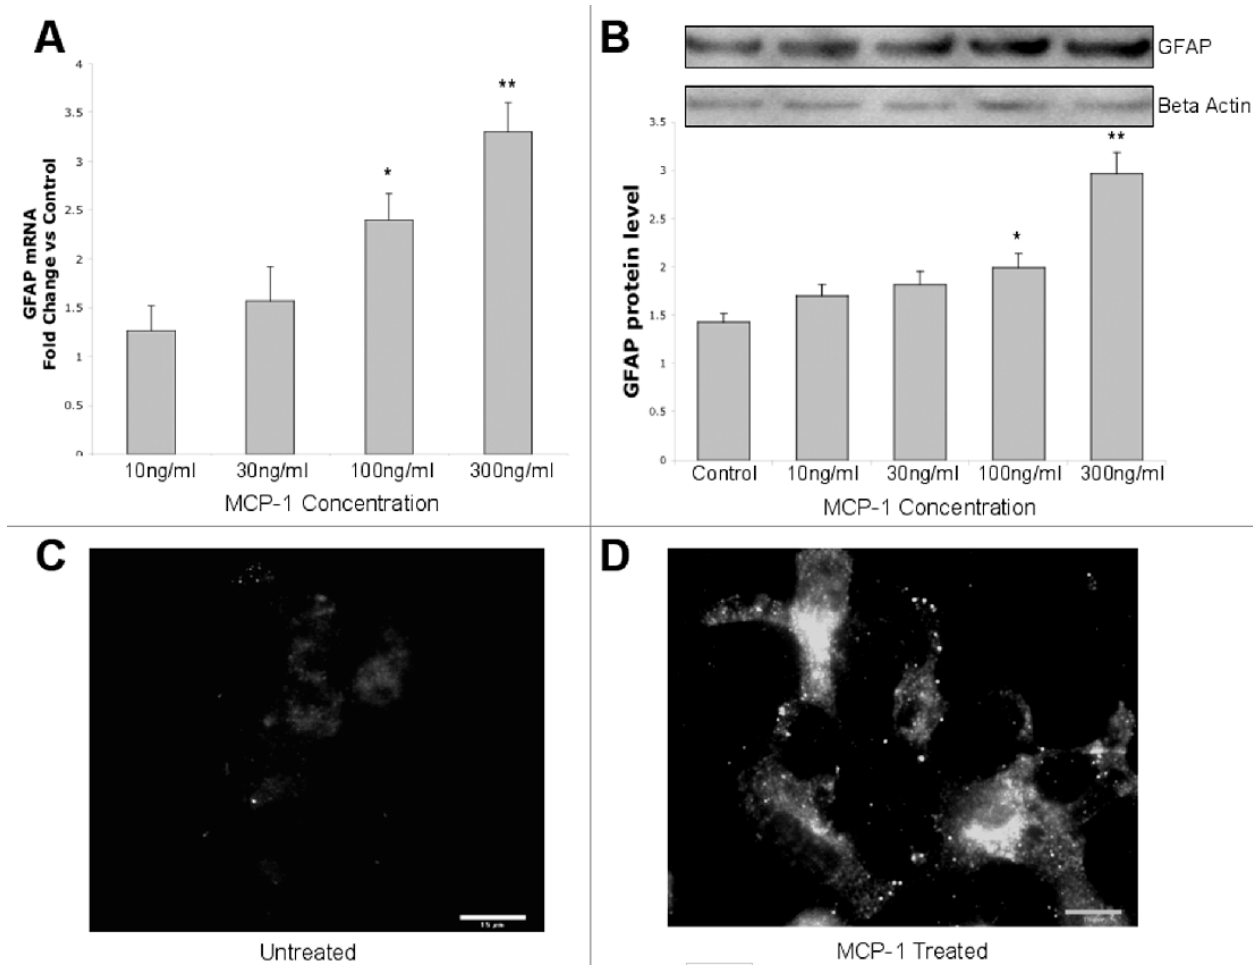 A
4
3.5
3
2.5
2
1.5
1
0.5
0
GFAP mRNA
Fold Change vs Control
*
**
10ng/ml 30ng/ml 100ng/ml 300ng/ml
MCP-1 Concentration
B
GFAP
Beta Actin
3.5
3
2.5
2
1.5
1
0.5
0
GFAP protein level
*
**
Control 10ng/ml 30ng/ml 100ng/ml 300ng/ml
MCP-1 Concentration
C
15 µm
Untreated
D
MCP-1 Treated